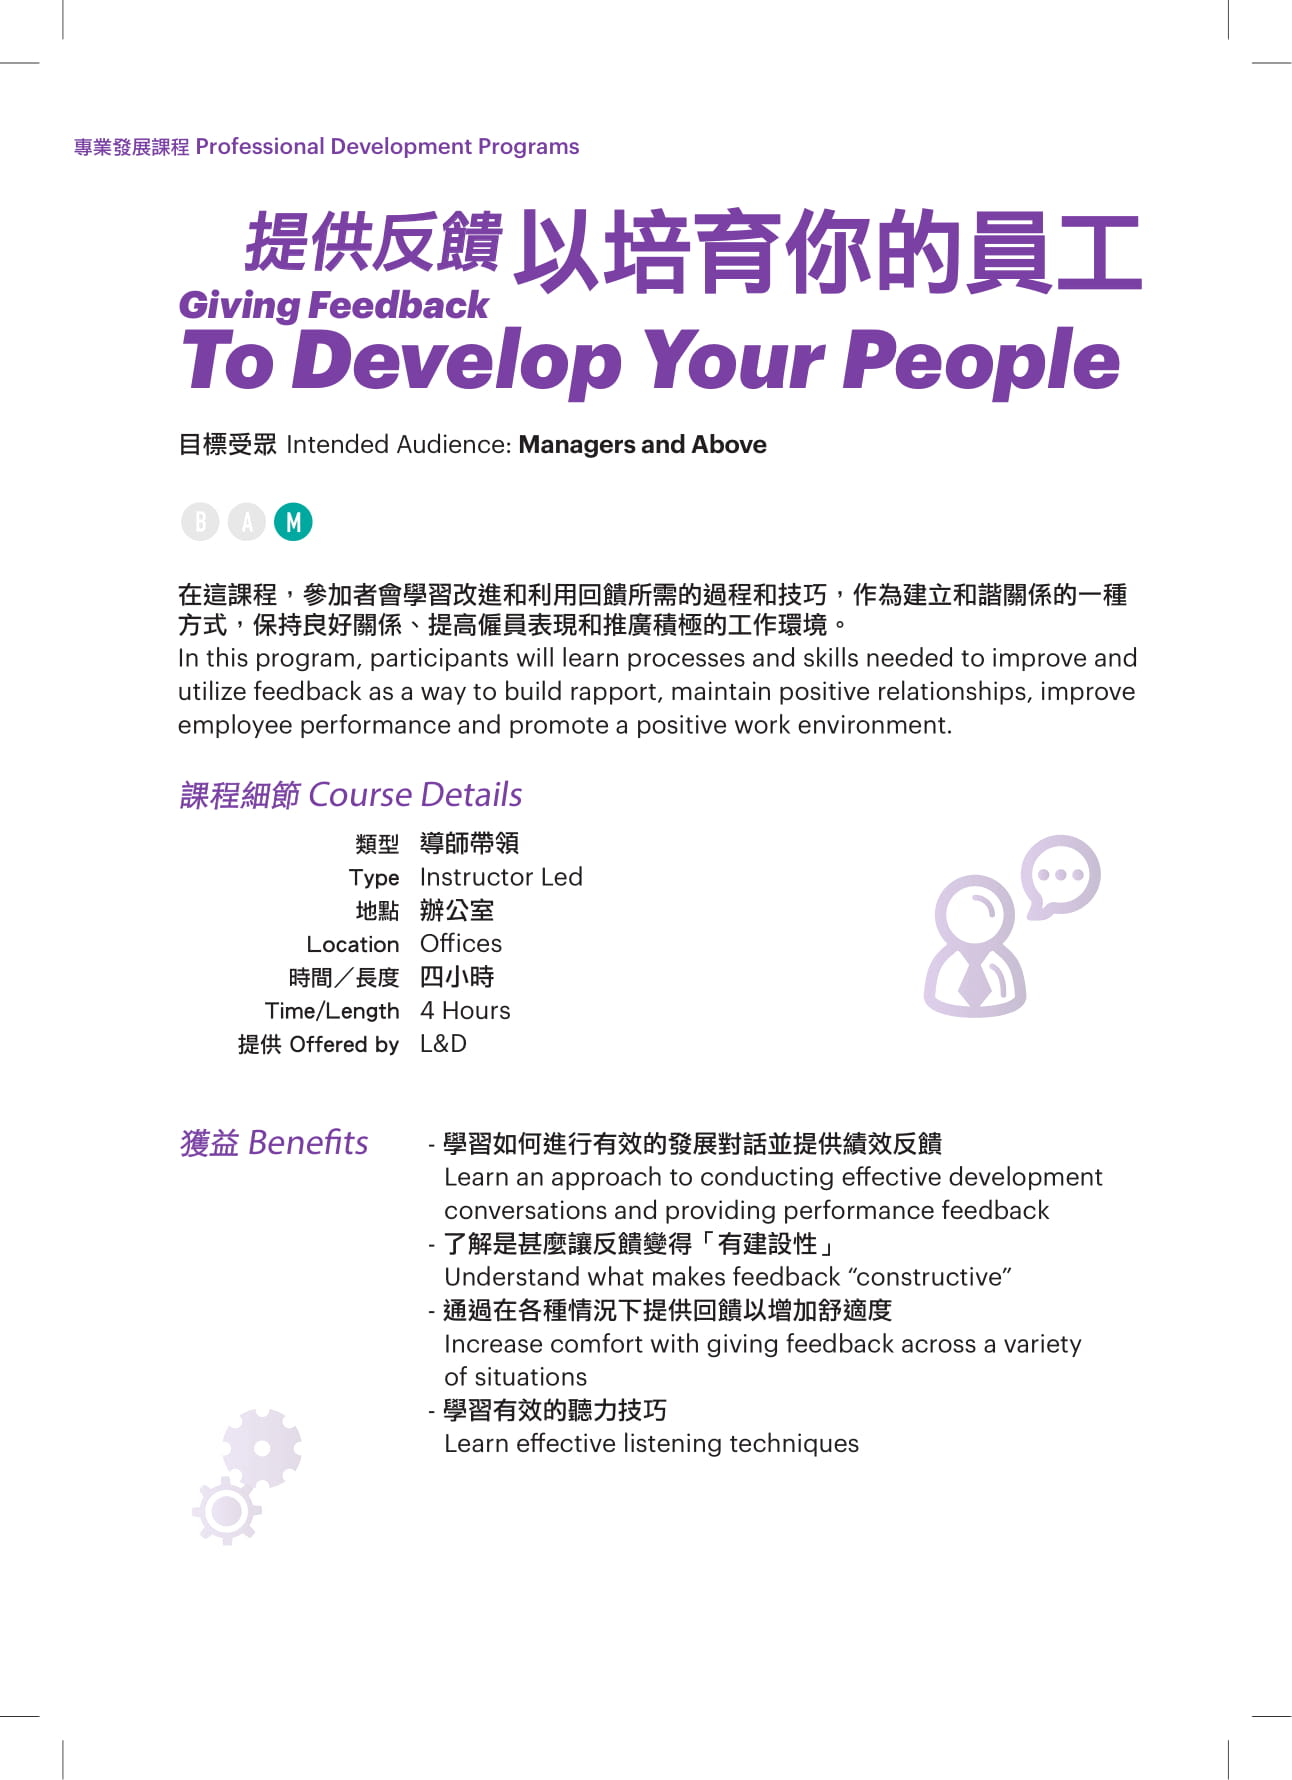 專業發展課程 Professional Development Programs
提供反饋 以培育你的員工
Giving Feedback
To Develop Your People
目標受眾 Intended Audience: Managers and Above
B A M
在這課程，參加者會學習改進和利用回饋所需的過程和技巧，作為建立和諧關係的一種
方式，保持良好關係、提高僱員表現和推廣積極的工作環境。
In this program, participants will learn processes and skills needed to improve and
utilize feedback as a way to build rapport, maintain positive relationships, improve
employee performance and promote a positive work environment.
課程細節 Course Details
類型 導師帶領
Type Instructor Led
地點 辦公室
Location Offices
時間／長度 四小時
Time/Length 4 Hours
提供 Offered by L&D
獲益 Benefits
- 學習如何進行有效的發展對話並提供績效反饋
Learn an approach to conducting effective development
conversations and providing performance feedback
- 了解是甚麼讓反饋變得「有建設性」
Understand what makes feedback “constructive”
- 通過在各種情況下提供回饋以增加舒適度
Increase comfort with giving feedback across a variety
of situations
- 學習有效的聽力技巧
Learn effective listening techniques